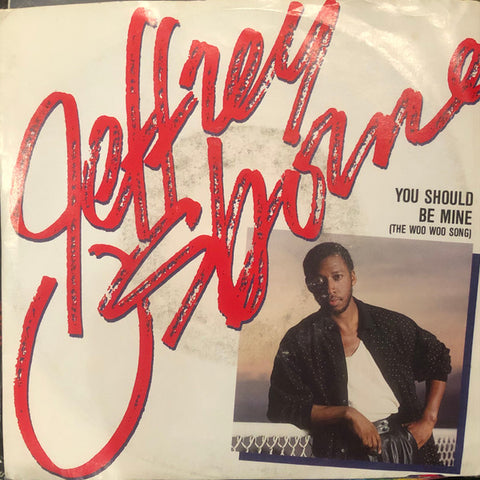 Jeffrey
Osborne
YOU SHOULD
BE MINE
(THE WOO WOO SONG)